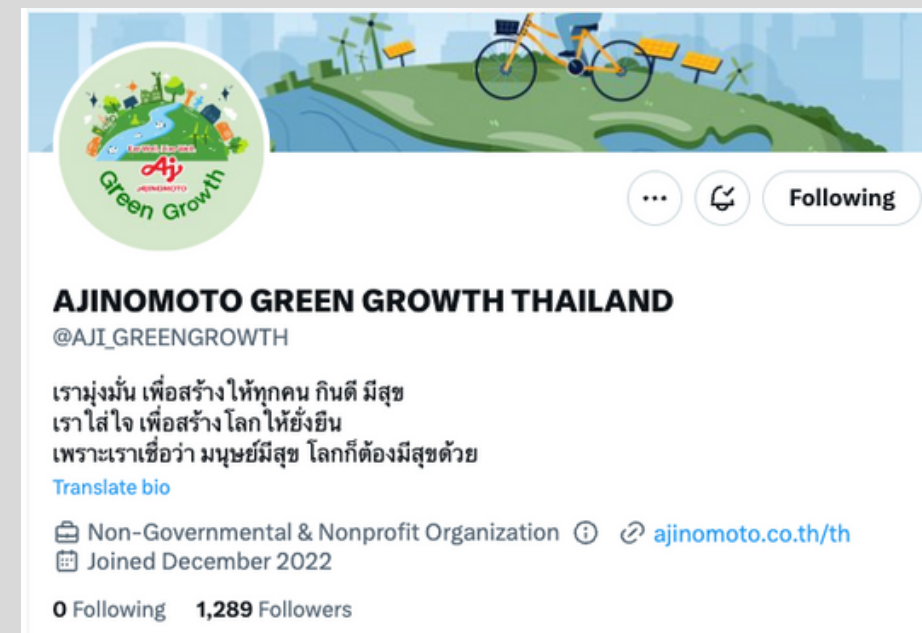 Eat Well, Live Well.
Aj
AJINOMOTO
Green Growth
Following
AJINOMOTO GREEN GROWTH THAILAND
@AJI_GREENGROWTH
เรามุ่งมั่น เพื่อสร้างให้ทุกคน กินดี มีสุข
เราใส่ใจ เพื่อสร้างโลกให้ยั่งยืน
เพราะเราเชื่อว่า มนุษย์มีสุข โลกก็ต้องมีสุขด้วย
Translate bio
Non-Governmental & Nonprofit Organization ajinomoto.co.th/th
Joined December 2022
0 Following 1,289 Followers